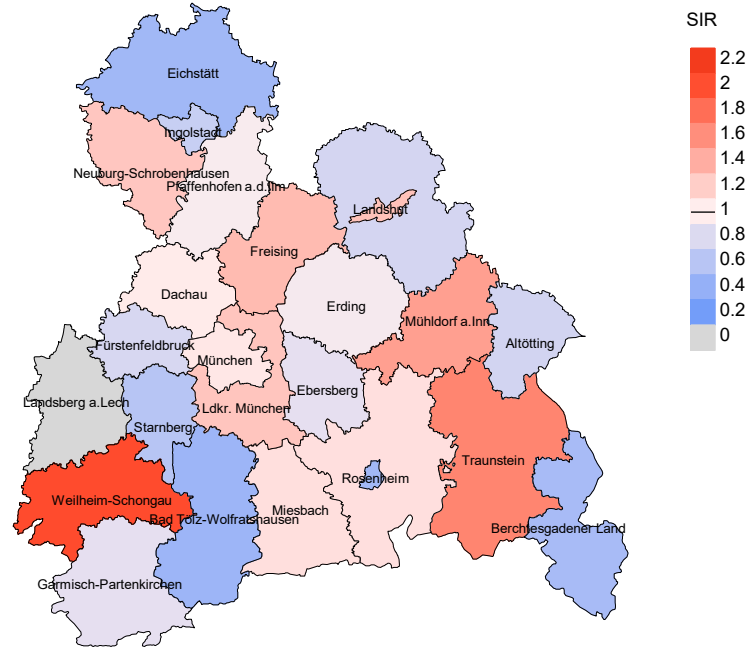 SIR
2.2
2
1.8
1.6
1.4
1.2
1
0.8
0.6
0.4
0.2
0
Eichstätt
Ingolstadt
Neuburg-Schrobenhausen
Pfaffenhofen a.d.Ilm
Landshut
Freising
Dachau
Erding
Mühldorf a.Inn
Altötting
Fürstenfeldbruck
München
Ebersberg
Landsberg a.Lech
Ldkr. München
Starnberg
Traunstein
Rosenheim
Weilheim-Schongau
Miesbach
Bad Tölz-Wolfratshausen
Berchtesgadener Land
Garmisch-Partenkirchen